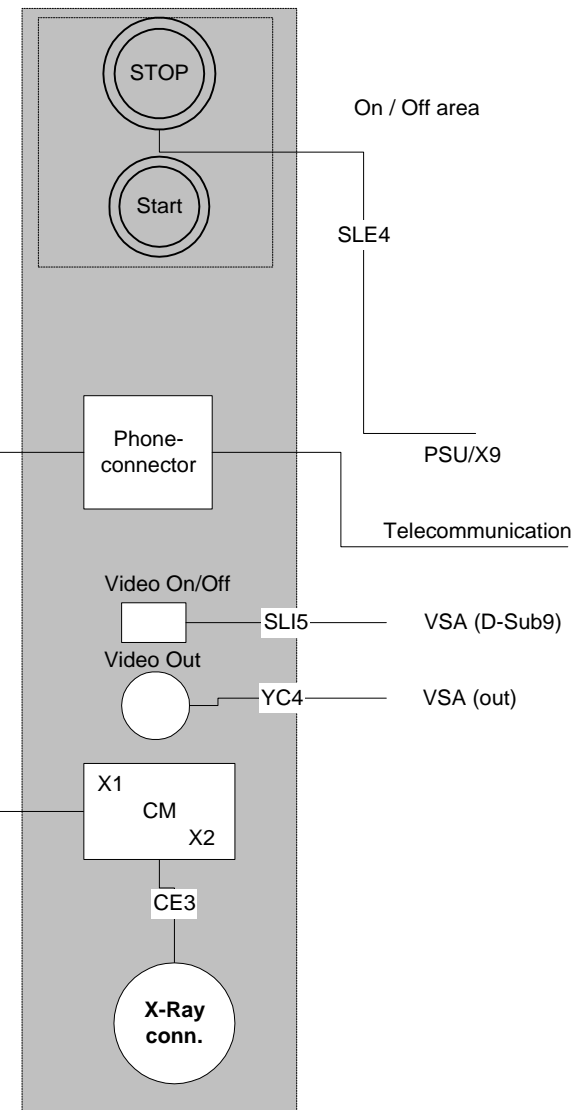 STOP
On / Off area
Start
SLE4
Phone-
connector
PSU/X9
Telecommunication
Video On/Off
SLI5
VSA (D-Sub9)
Video Out
YC4
VSA (out)
X1
CM
X2
CE3
X-Ray
conn.